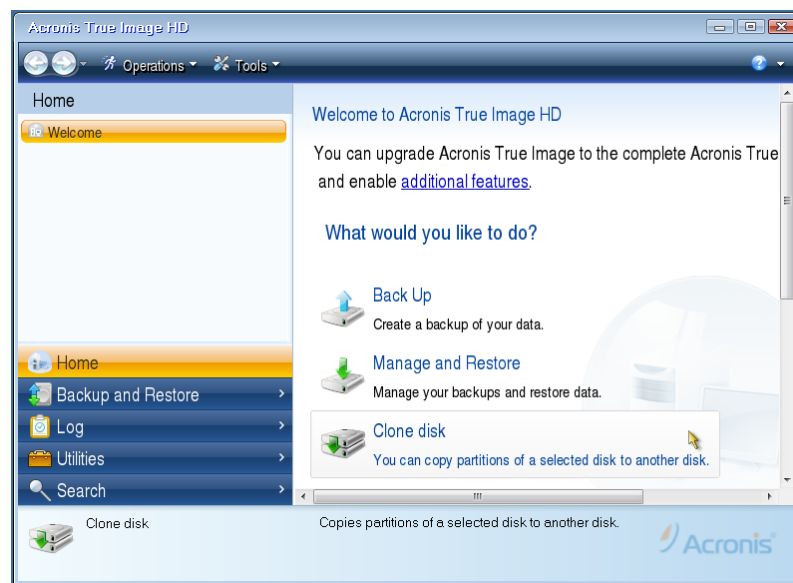 Acronis True Image HD
Operations Tools
Home
Welcome
Home
Backup and Restore
Log
Utilities
Search
Welcome to Acronis True Image HD
You can upgrade Acronis True Image to the complete Acronis True
and enable additional features.
What would you like to do?
Back Up
Create a backup of your data.
Manage and Restore
Manage your backups and restore data.
Clone disk
You can copy partitions of a selected disk to another disk.
Clone disk
Copies partitions of a selected disk to another disk.
Acronis